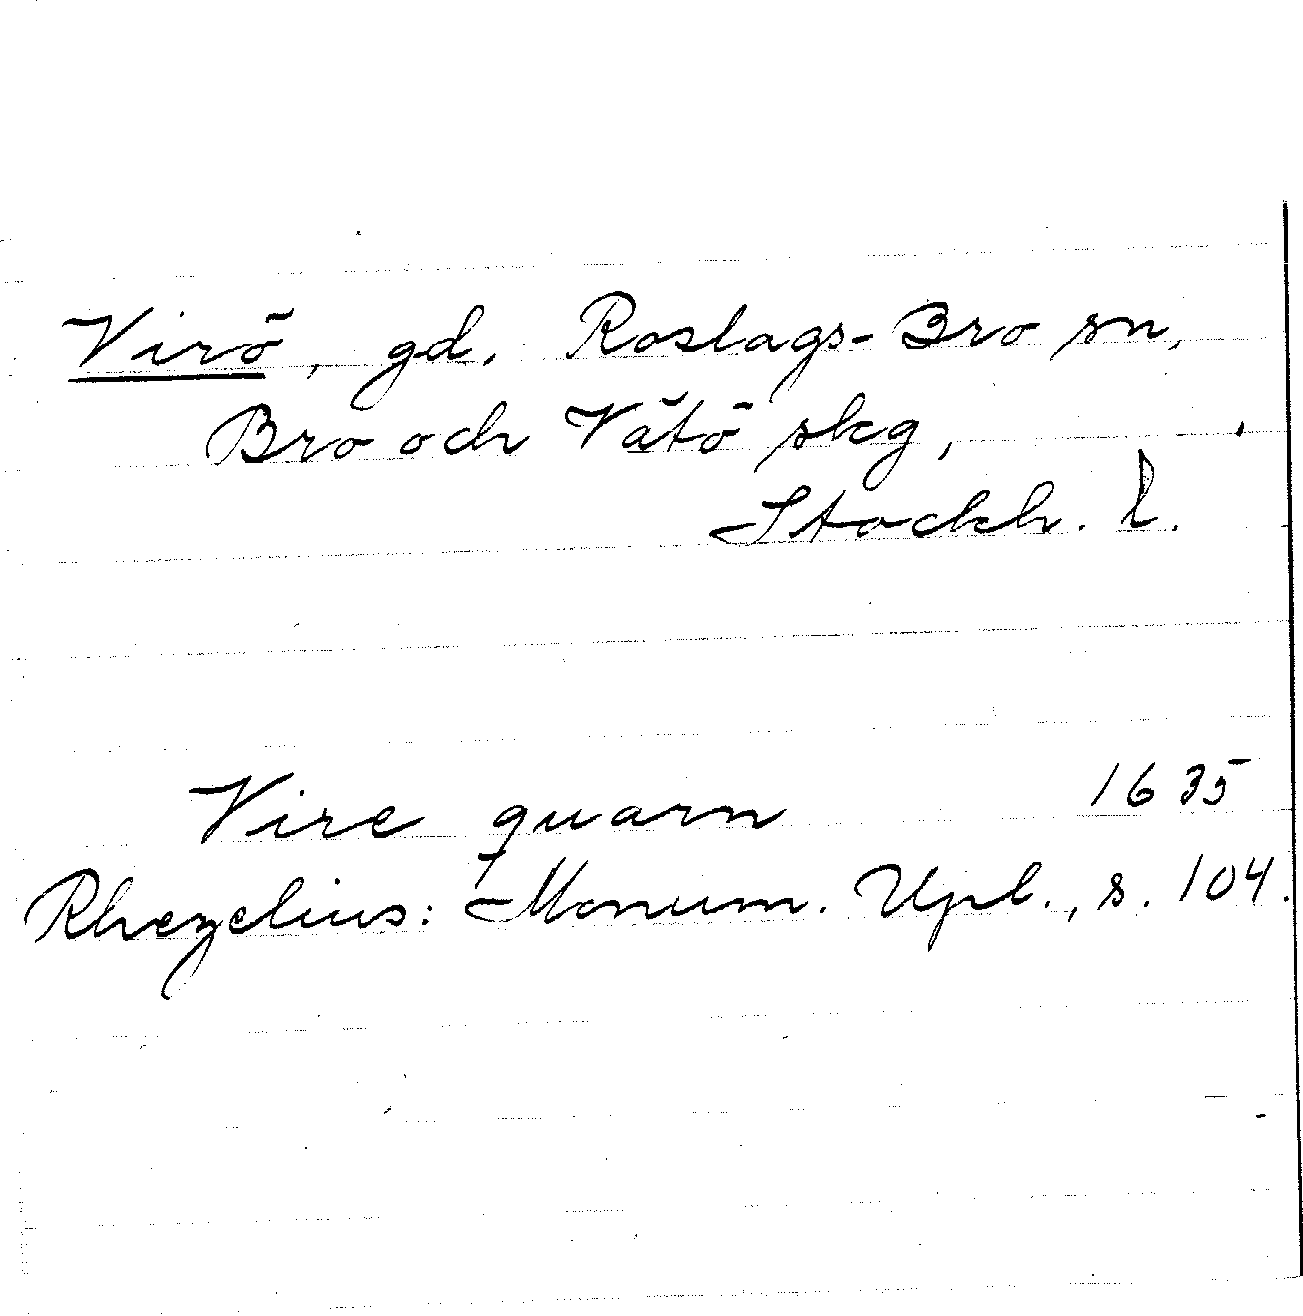 Virö, gd, Roslags-Bro sn,
Bro och Vätö skg,
Stockh. l.
Vire quarn 1635
Rhezelius: Monum. Upl., s. 104.